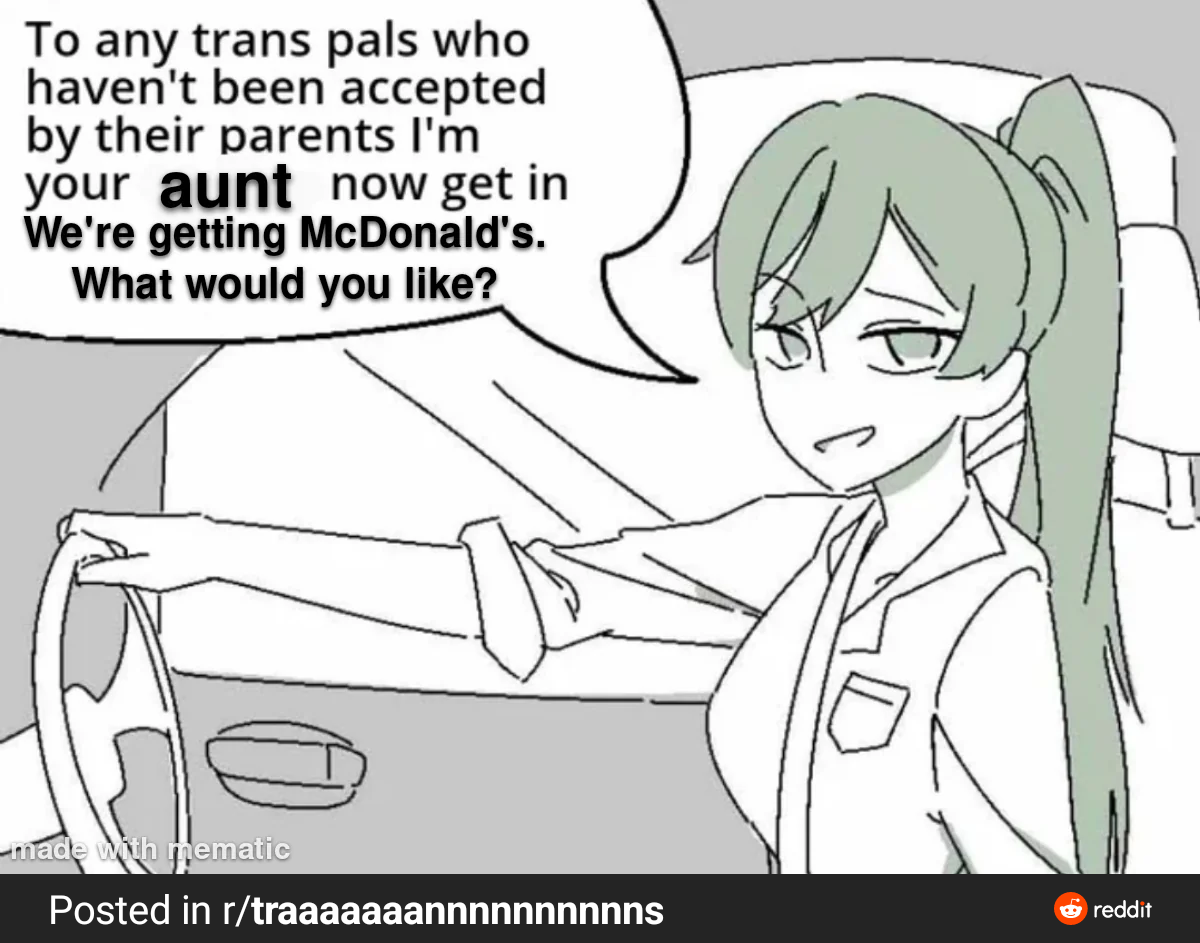 To any trans pals who
haven't been accepted
by their parents I'm
your aunt now get in
We're getting McDonald's.
What would you like?
made with mematic
Posted in r/traaaaaaannnnnnnnnns
reddit